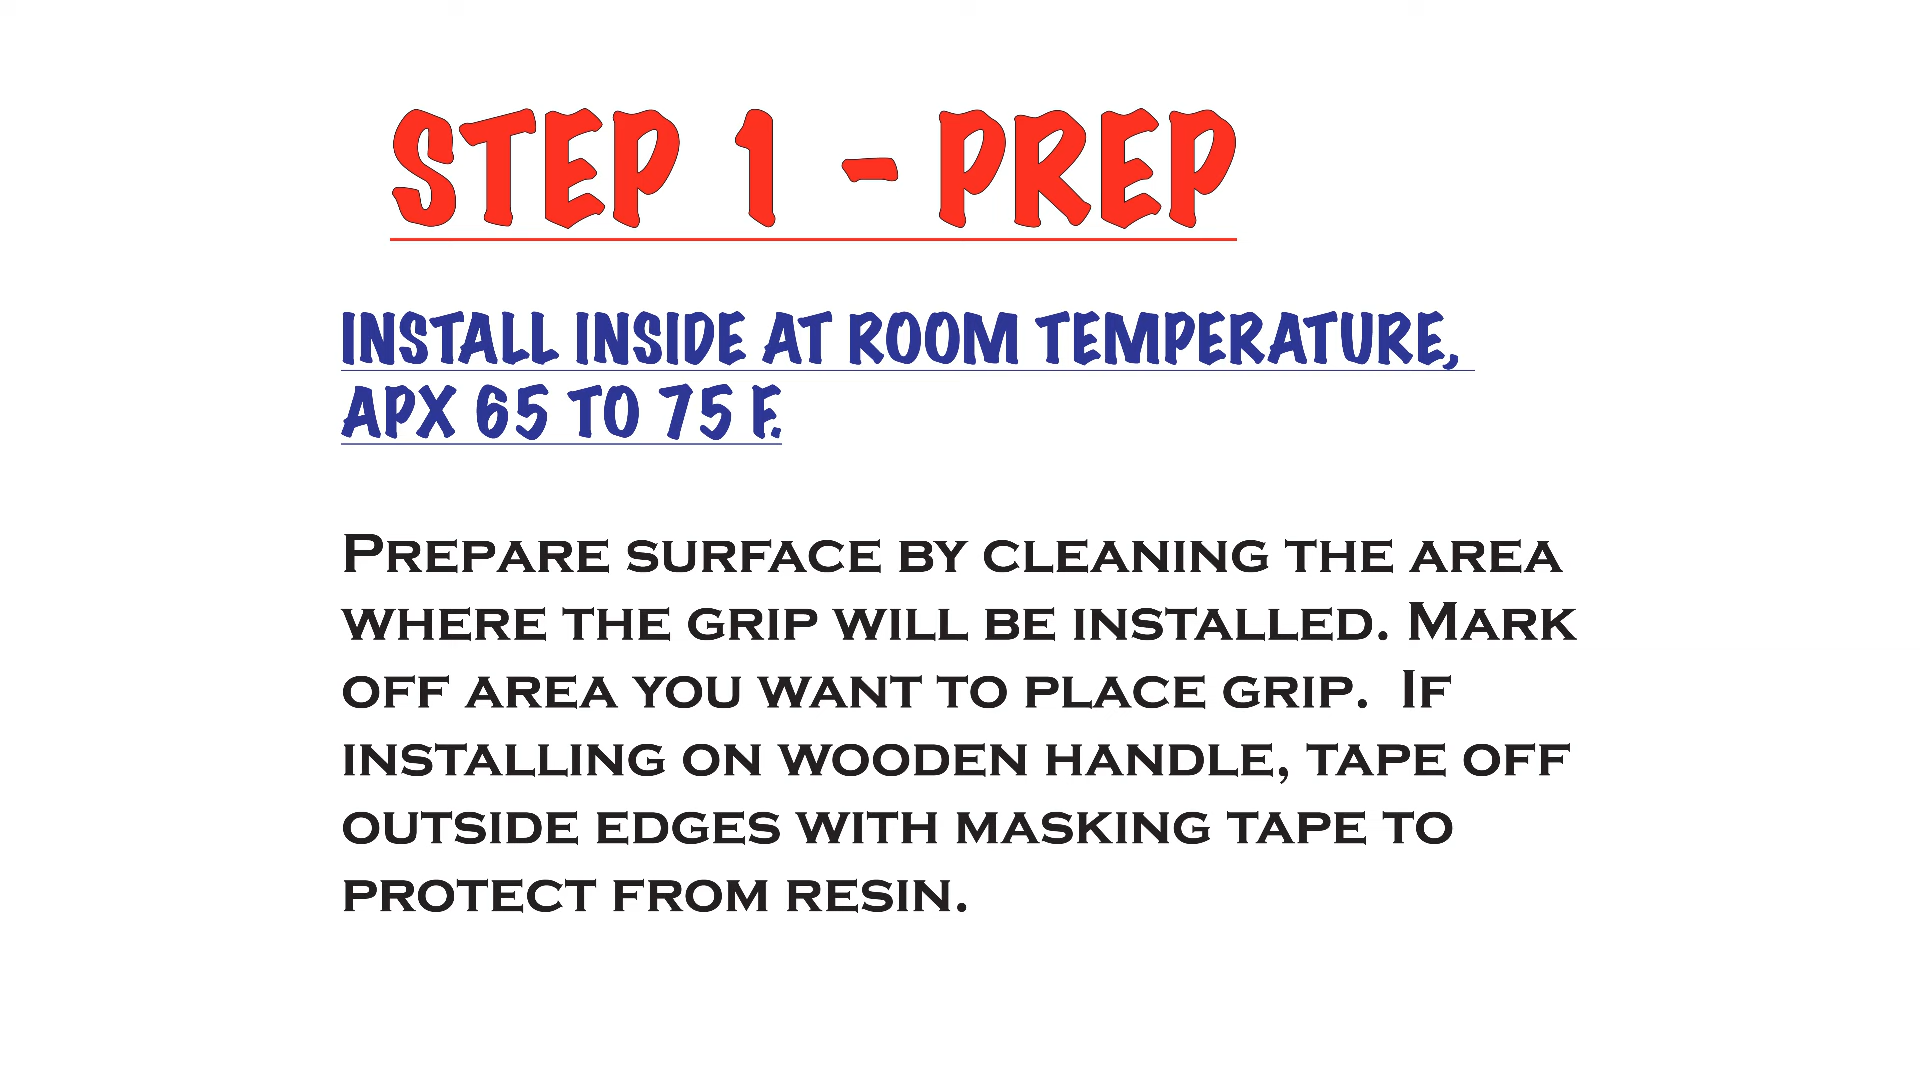 STEP 1 - PREP
INSTALL INSIDE AT ROOM TEMPERATURE,
APX 65 TO 75 F.
PREPARE SURFACE BY CLEANING THE AREA
WHERE THE GRIP WILL BE INSTALLED. MARK
OFF AREA YOU WANT TO PLACE GRIP.  IF
INSTALLING ON WOODEN HANDLE, TAPE OFF
OUTSIDE EDGES WITH MASKING TAPE TO
PROTECT FROM RESIN.